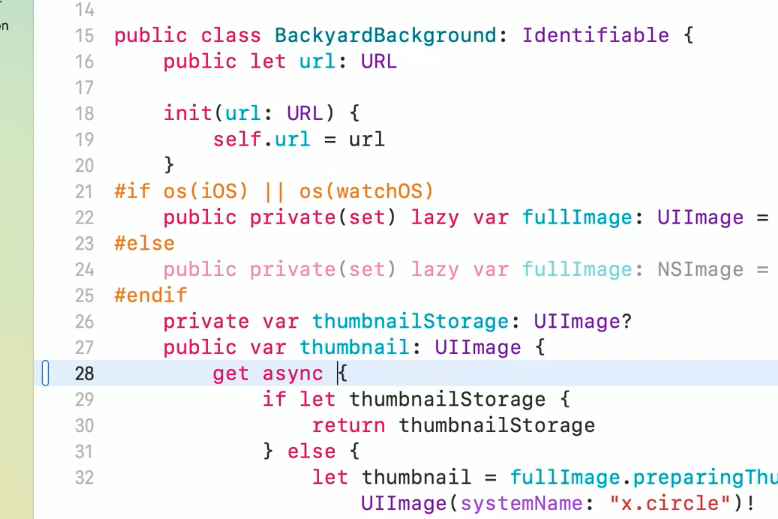 on
14
15 public class BackyardBackground: Identifiable {
16 public let url: URL
17
18 init(url: URL) {
19 self.url = url
20 }
21 #if os(iOS) || os(watchOS)
22 public private(set) lazy var fullImage: UIImage =
23 #else
24 public private(set) lazy var fullImage: NSImage =
25 #endif
26 private var thumbnailStorage: UIImage?
27 public var thumbnail: UIImage {
28 get async {
29 if let thumbnailStorage {
30 return thumbnailStorage
31 } else {
32 let thumbnail = fullImage.preparingThu
UIImage(systemName: "x.circle")!